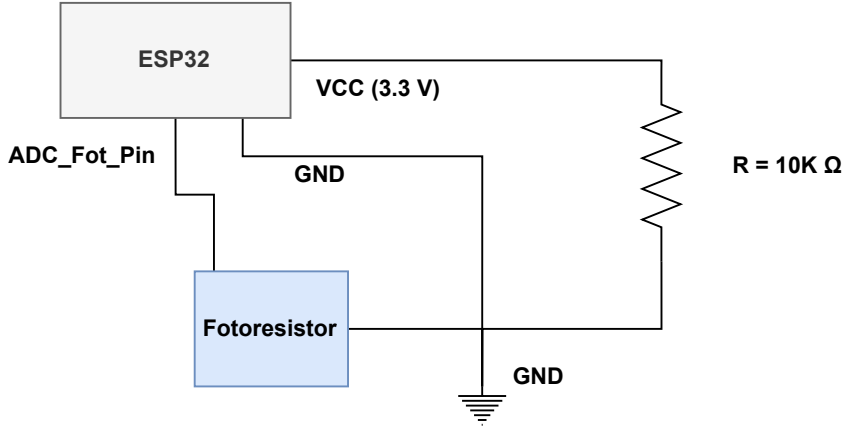 ESP32
VCC (3.3 V)
ADC_Fot_Pin
GND
R = 10K Ω
Fotoresistor
GND